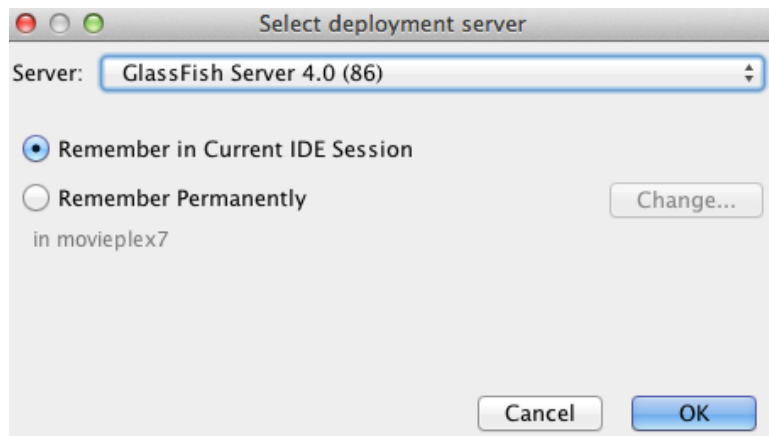 Select deployment server
Server: GlassFish Server 4.0 (86)
Remember in Current IDE Session
Remember Permanently Change...
in movieplex7
Cancel OK